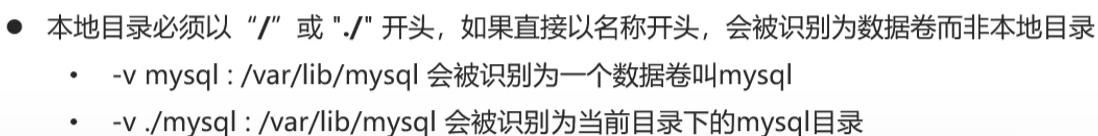 ● 本地目录必须以“/”或 "./" 开头，如果直接以名称开头，会被识别为数据卷而非本地目录
• -v mysql : /var/lib/mysql 会被识别为一个数据卷叫mysql
• -v ./mysql : /var/lib/mysql 会被识别为当前目录下的mysql目录